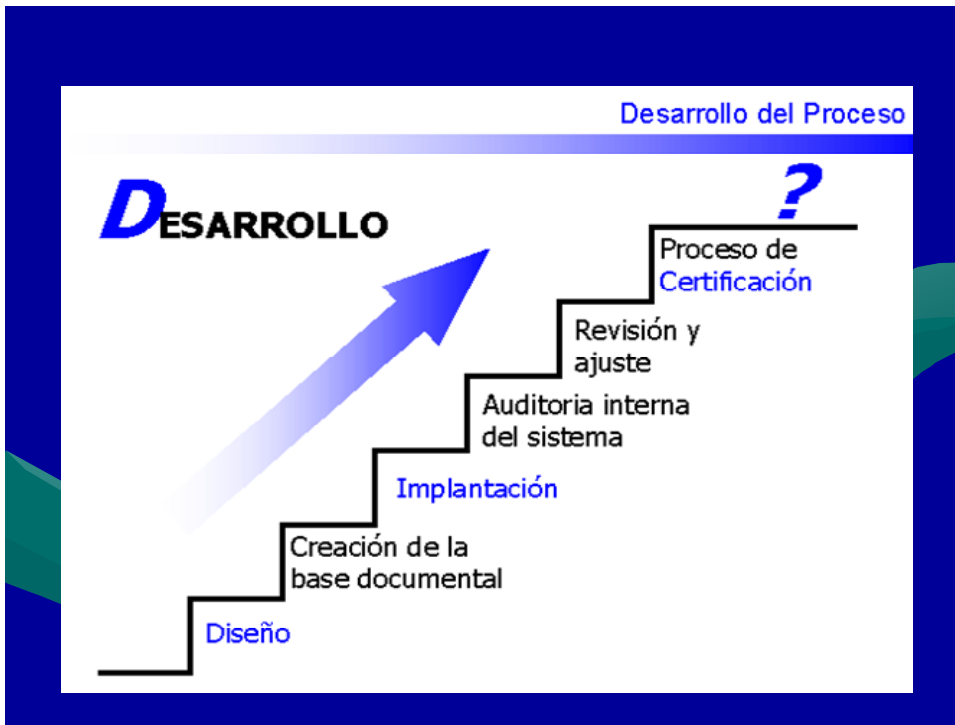 Desarrollo del Proceso
DESARROLLO
?
Proceso de
Certificación
Revisión y
ajuste
Auditoria interna
del sistema
Implantación
Creación de la
base documental
Diseño